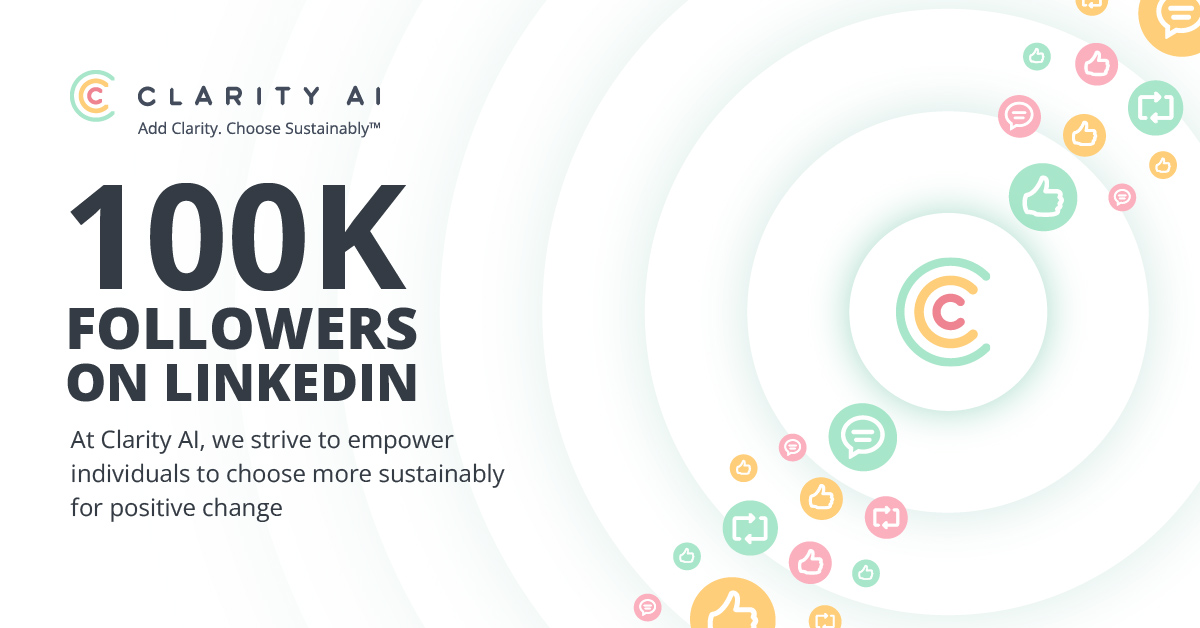 CLARITY AI
Add Clarity. Choose Sustainably™
100K
FOLLOWERS
ON LINKEDIN
At Clarity AI, we strive to empower
individuals to choose more sustainably
for positive change